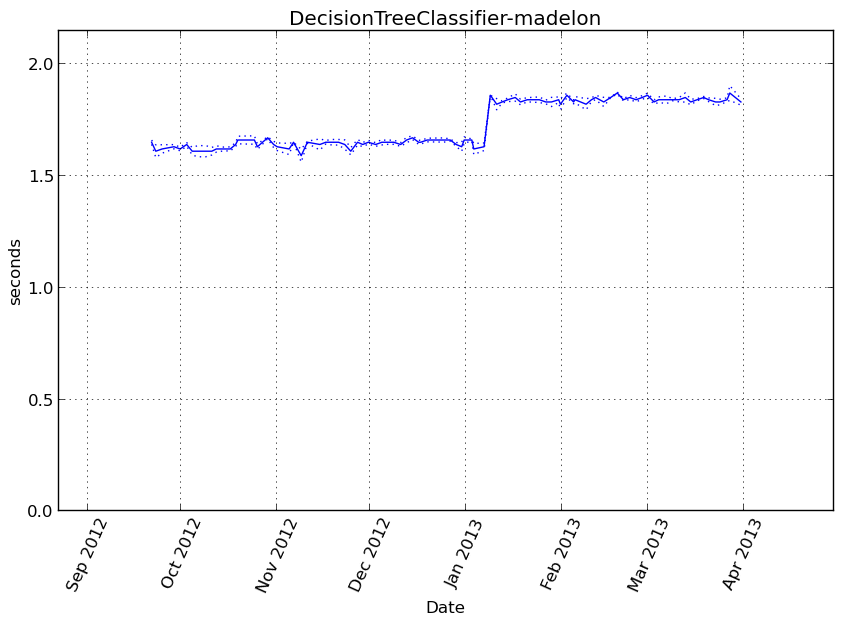 DecisionTreeClassifier-madelon
2.0
1.5
1.0
0.5
0.0
seconds
Sep 2012
Oct 2012
Nov 2012
Dec 2012
Jan 2013
Feb 2013
Mar 2013
Apr 2013
Date